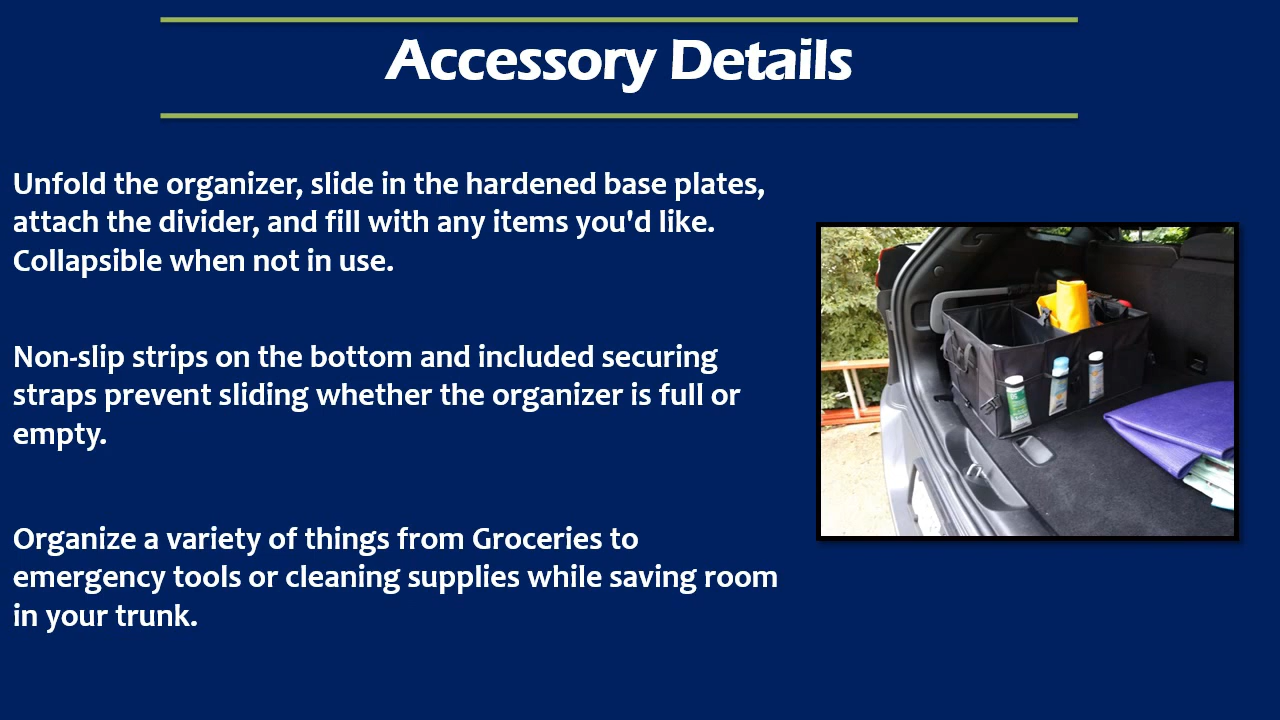 Accessory Details
Unfold the organizer, slide in the hardened base plates,
attach the divider, and fill with any items you'd like.
Collapsible when not in use.
Non-slip strips on the bottom and included securing
straps prevent sliding whether the organizer is full or
empty.
Organize a variety of things from Groceries to
emergency tools or cleaning supplies while saving room
in your trunk.